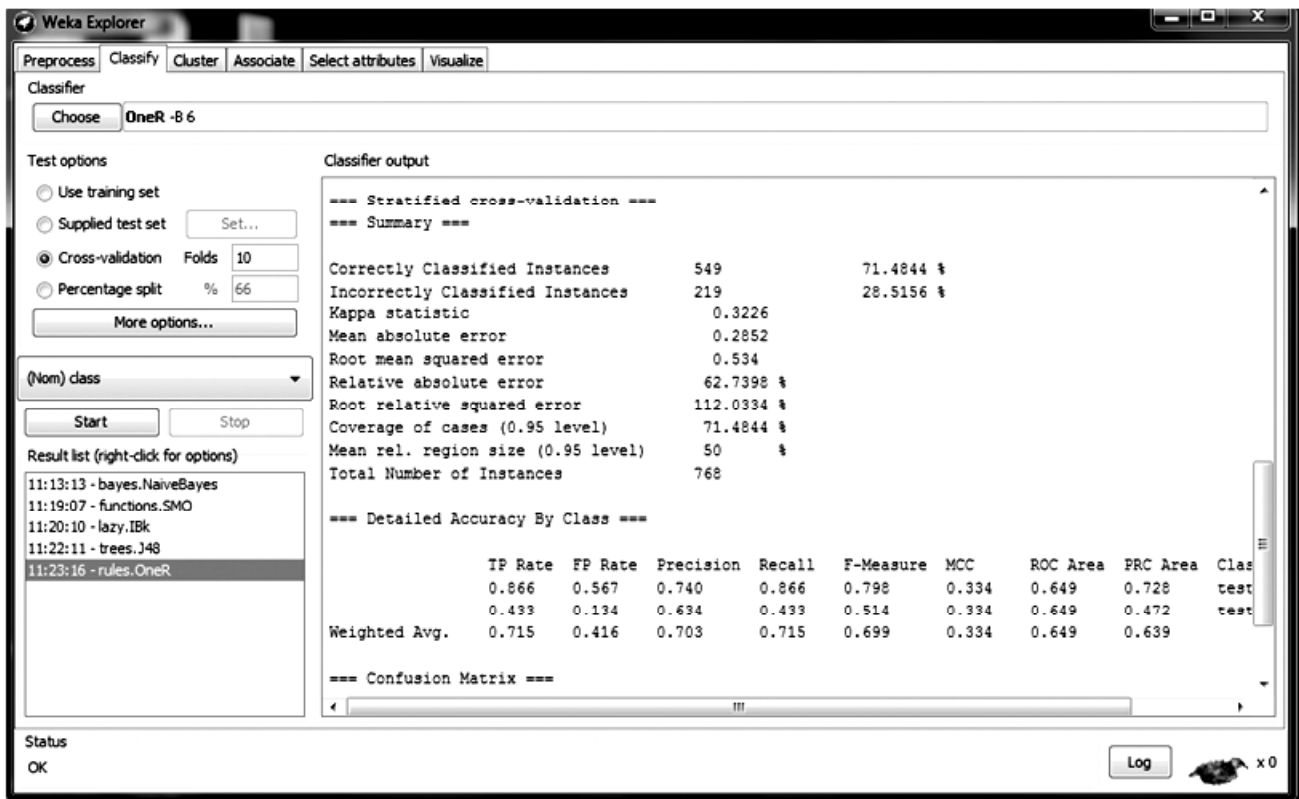 Weka Explorer
Preprocess Classify Cluster Associate Select attributes Visualize
Classifier
Choose OneR -B 6
Test options
Use training set
Supplied test set Set...
Cross-validation Folds 10
Percentage split % 66
More options...
(Nom) class
Start Stop
Result list (right-click for options)
11:13:13 - bayes.NaiveBayes
11:19:07 - functions.SMO
11:20:10 - lazy.IBk
11:22:11 - trees.J48
11:23:16 - rules.OneR
Classifier output
=== Stratified cross-validation ===
=== Summary ===
Correctly Classified Instances 549 71.4844 %
Incorrectly Classified Instances 219 28.5156 %
Kappa statistic 0.3226
Mean absolute error 0.2852
Root mean squared error 0.534
Relative absolute error 62.7398 %
Root relative squared error 112.0334 %
Coverage of cases (0.95 level) 71.4844 %
Mean rel. region size (0.95 level) 50 %
Total Number of Instances 768
=== Detailed Accuracy By Class ===
TP Rate FP Rate Precision Recall F-Measure MCC ROC Area PRC Area Clas
0.866 0.567 0.740 0.866 0.798 0.334 0.649 0.728 test
0.433 0.134 0.634 0.433 0.514 0.334 0.649 0.472 test
Weighted Avg. 0.715 0.416 0.703 0.715 0.699 0.334 0.649 0.639
=== Confusion Matrix ===
Status
OK
Log x 0